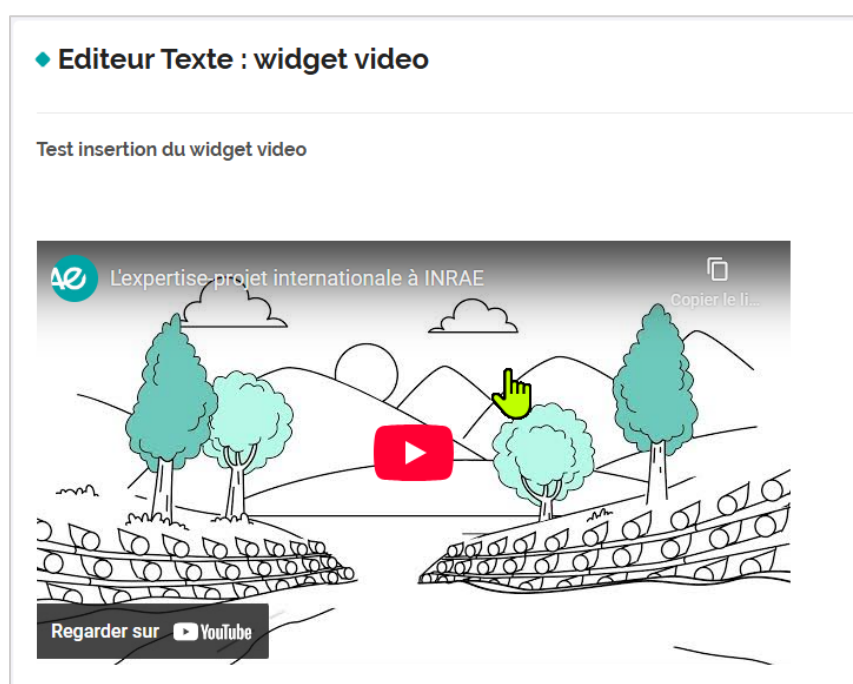 Editeur Texte : widget video
Test insertion du widget video
L'expertise-projet internationale à INRAE
Copier le li...
Regarder sur YouTube